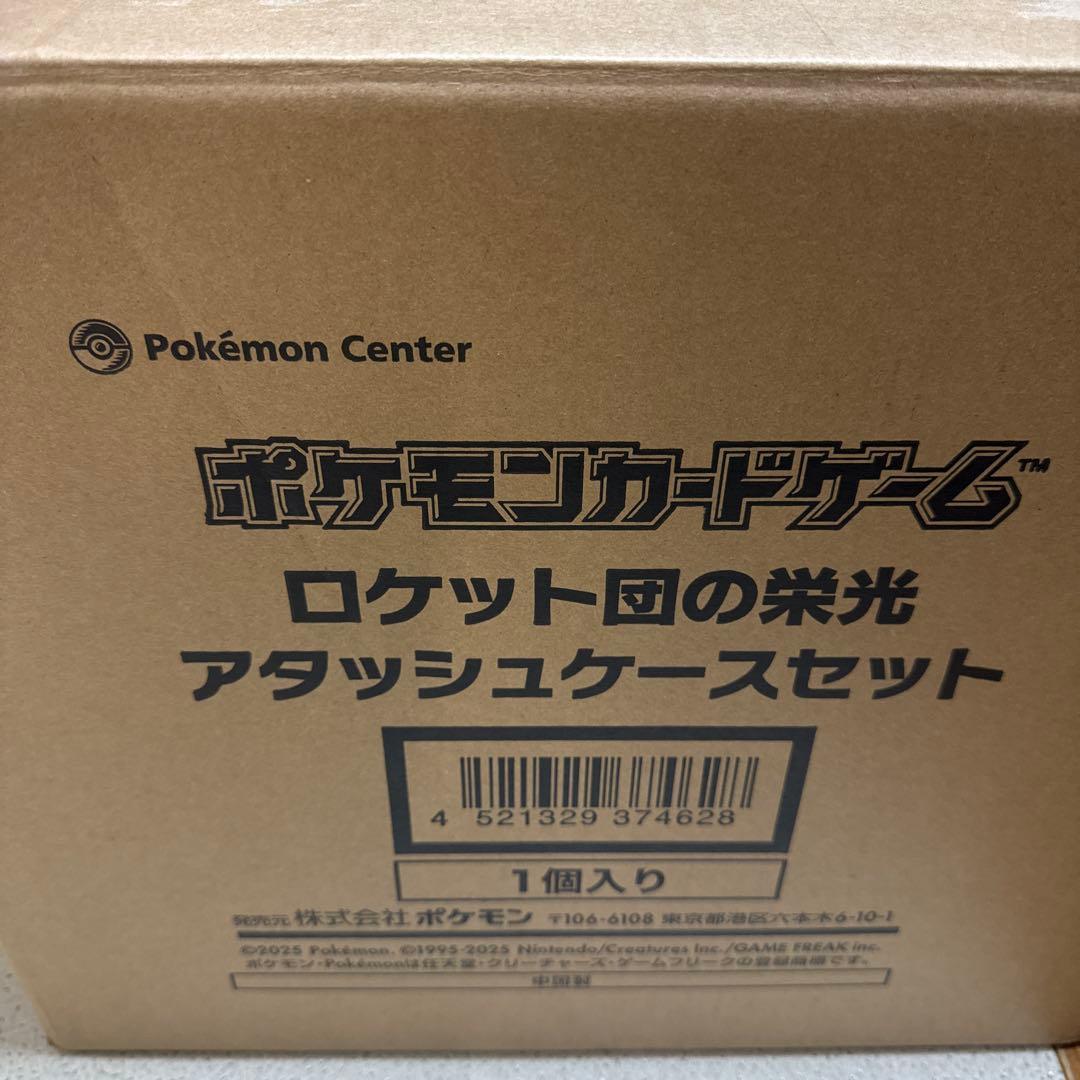 Pokémon Center
ポケモンカードゲーム™
ロケット団の栄光
アタッシュケースセット
4 521329 374628
1個入り
発売元 株式会社 ポケモン 〒106-6108 東京都港区六本木6-10-1
©2025 Pokémon. ©1995-2025 Nintendo/Creatures Inc./GAME FREAK inc.
ポケモン・Pokémonは任天堂・クリーチャーズ・ゲームフリークの登録商標です。
中国製